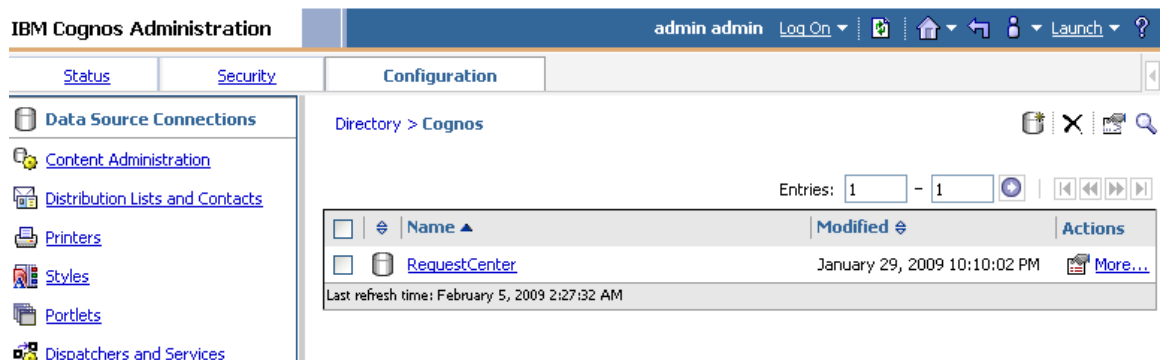 IBM Cognos Administration
admin admin Log On Launch ?
Status Security Configuration
Data Source Connections
Directory > Cognos
Content Administration
Distribution Lists and Contacts
Entries: 1 - 1
Printers
Name Modified Actions
Styles
RequestCenter January 29, 2009 10:10:02 PM More...
Last refresh time: February 5, 2009 2:27:32 AM
Portlets
Dispatchers and Services